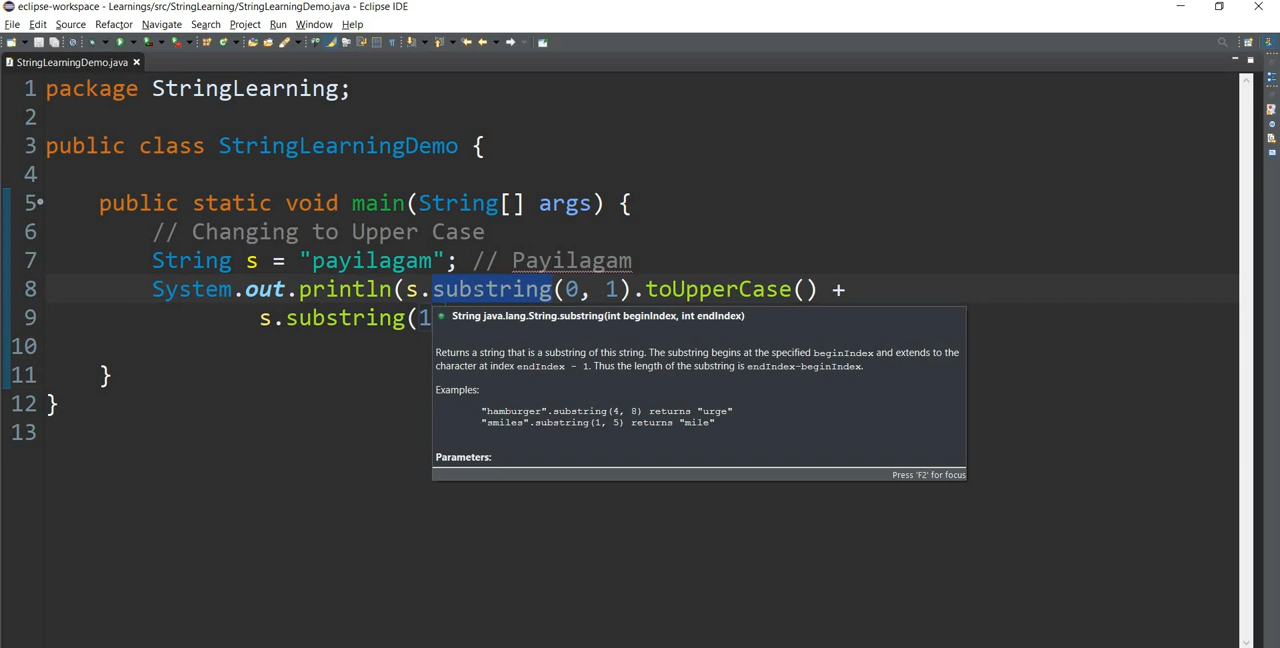 eclipse-workspace - Learnings/src/StringLearning/StringLearningDemo.java - Eclipse IDE
File Edit Source Refactor Navigate Search Project Run Window Help
StringLearningDemo.java
1 package StringLearning;
2
3 public class StringLearningDemo {
4
5 public static void main(String[] args) {
6 // Changing to Upper Case
7 String s = "payilagam"; // Payilagam
8 System.out.println(s.substring(0, 1).toUpperCase() +
9 s.substring(1
10
11 }
12 }
13
String java.lang.String.substring(int beginIndex, int endIndex)
Returns a string that is a substring of this string. The substring begins at the specified beginIndex and extends to the
character at index endIndex - 1. Thus the length of the substring is endIndex-beginIndex.
Examples:
"hamburger".substring(4, 8) returns "urge"
"smiles".substring(1, 5) returns "mile"
Parameters:
Press 'F2' for focus